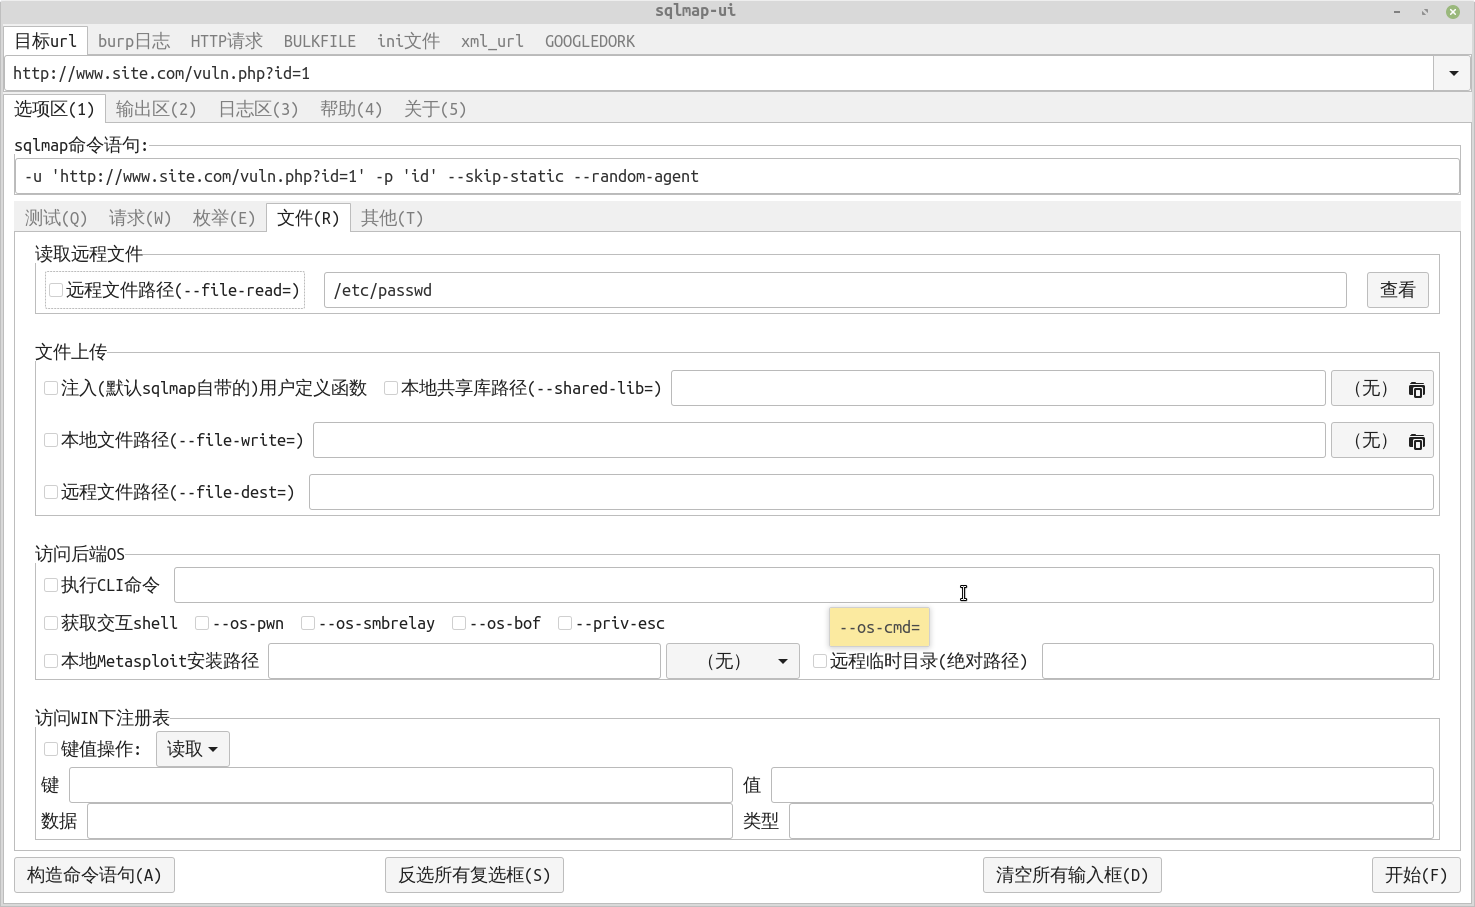 sqlmap-ui
目标url burp日志 HTTP请求 BULKFILE ini文件 xml_url GOOGLEDORK
http://www.site.com/vuln.php?id=1
选项区(1) 输出区(2) 日志区(3) 帮助(4) 关于(5)
sqlmap命令语句:
-u 'http://www.site.com/vuln.php?id=1' -p 'id' --skip-static --random-agent
测试(Q) 请求(W) 枚举(E) 文件(R) 其他(T)
读取远程文件
远程文件路径(--file-read=) /etc/passwd 查看
文件上传
注入(默认sqlmap自带的)用户定义函数 本地共享库路径(--shared-lib=) (无)
本地文件路径(--file-write=) (无)
远程文件路径(--file-dest=)
访问后端OS
执行CLI命令
获取交互shell --os-pwn --os-smbrelay --os-bof --priv-esc --os-cmd=
本地Metasploit安装路径 (无) 远程临时目录(绝对路径)
访问WIN下注册表
键值操作: 读取
键 值
数据 类型
构造命令语句(A) 反选所有复选框(S) 清空所有输入框(D) 开始(F)